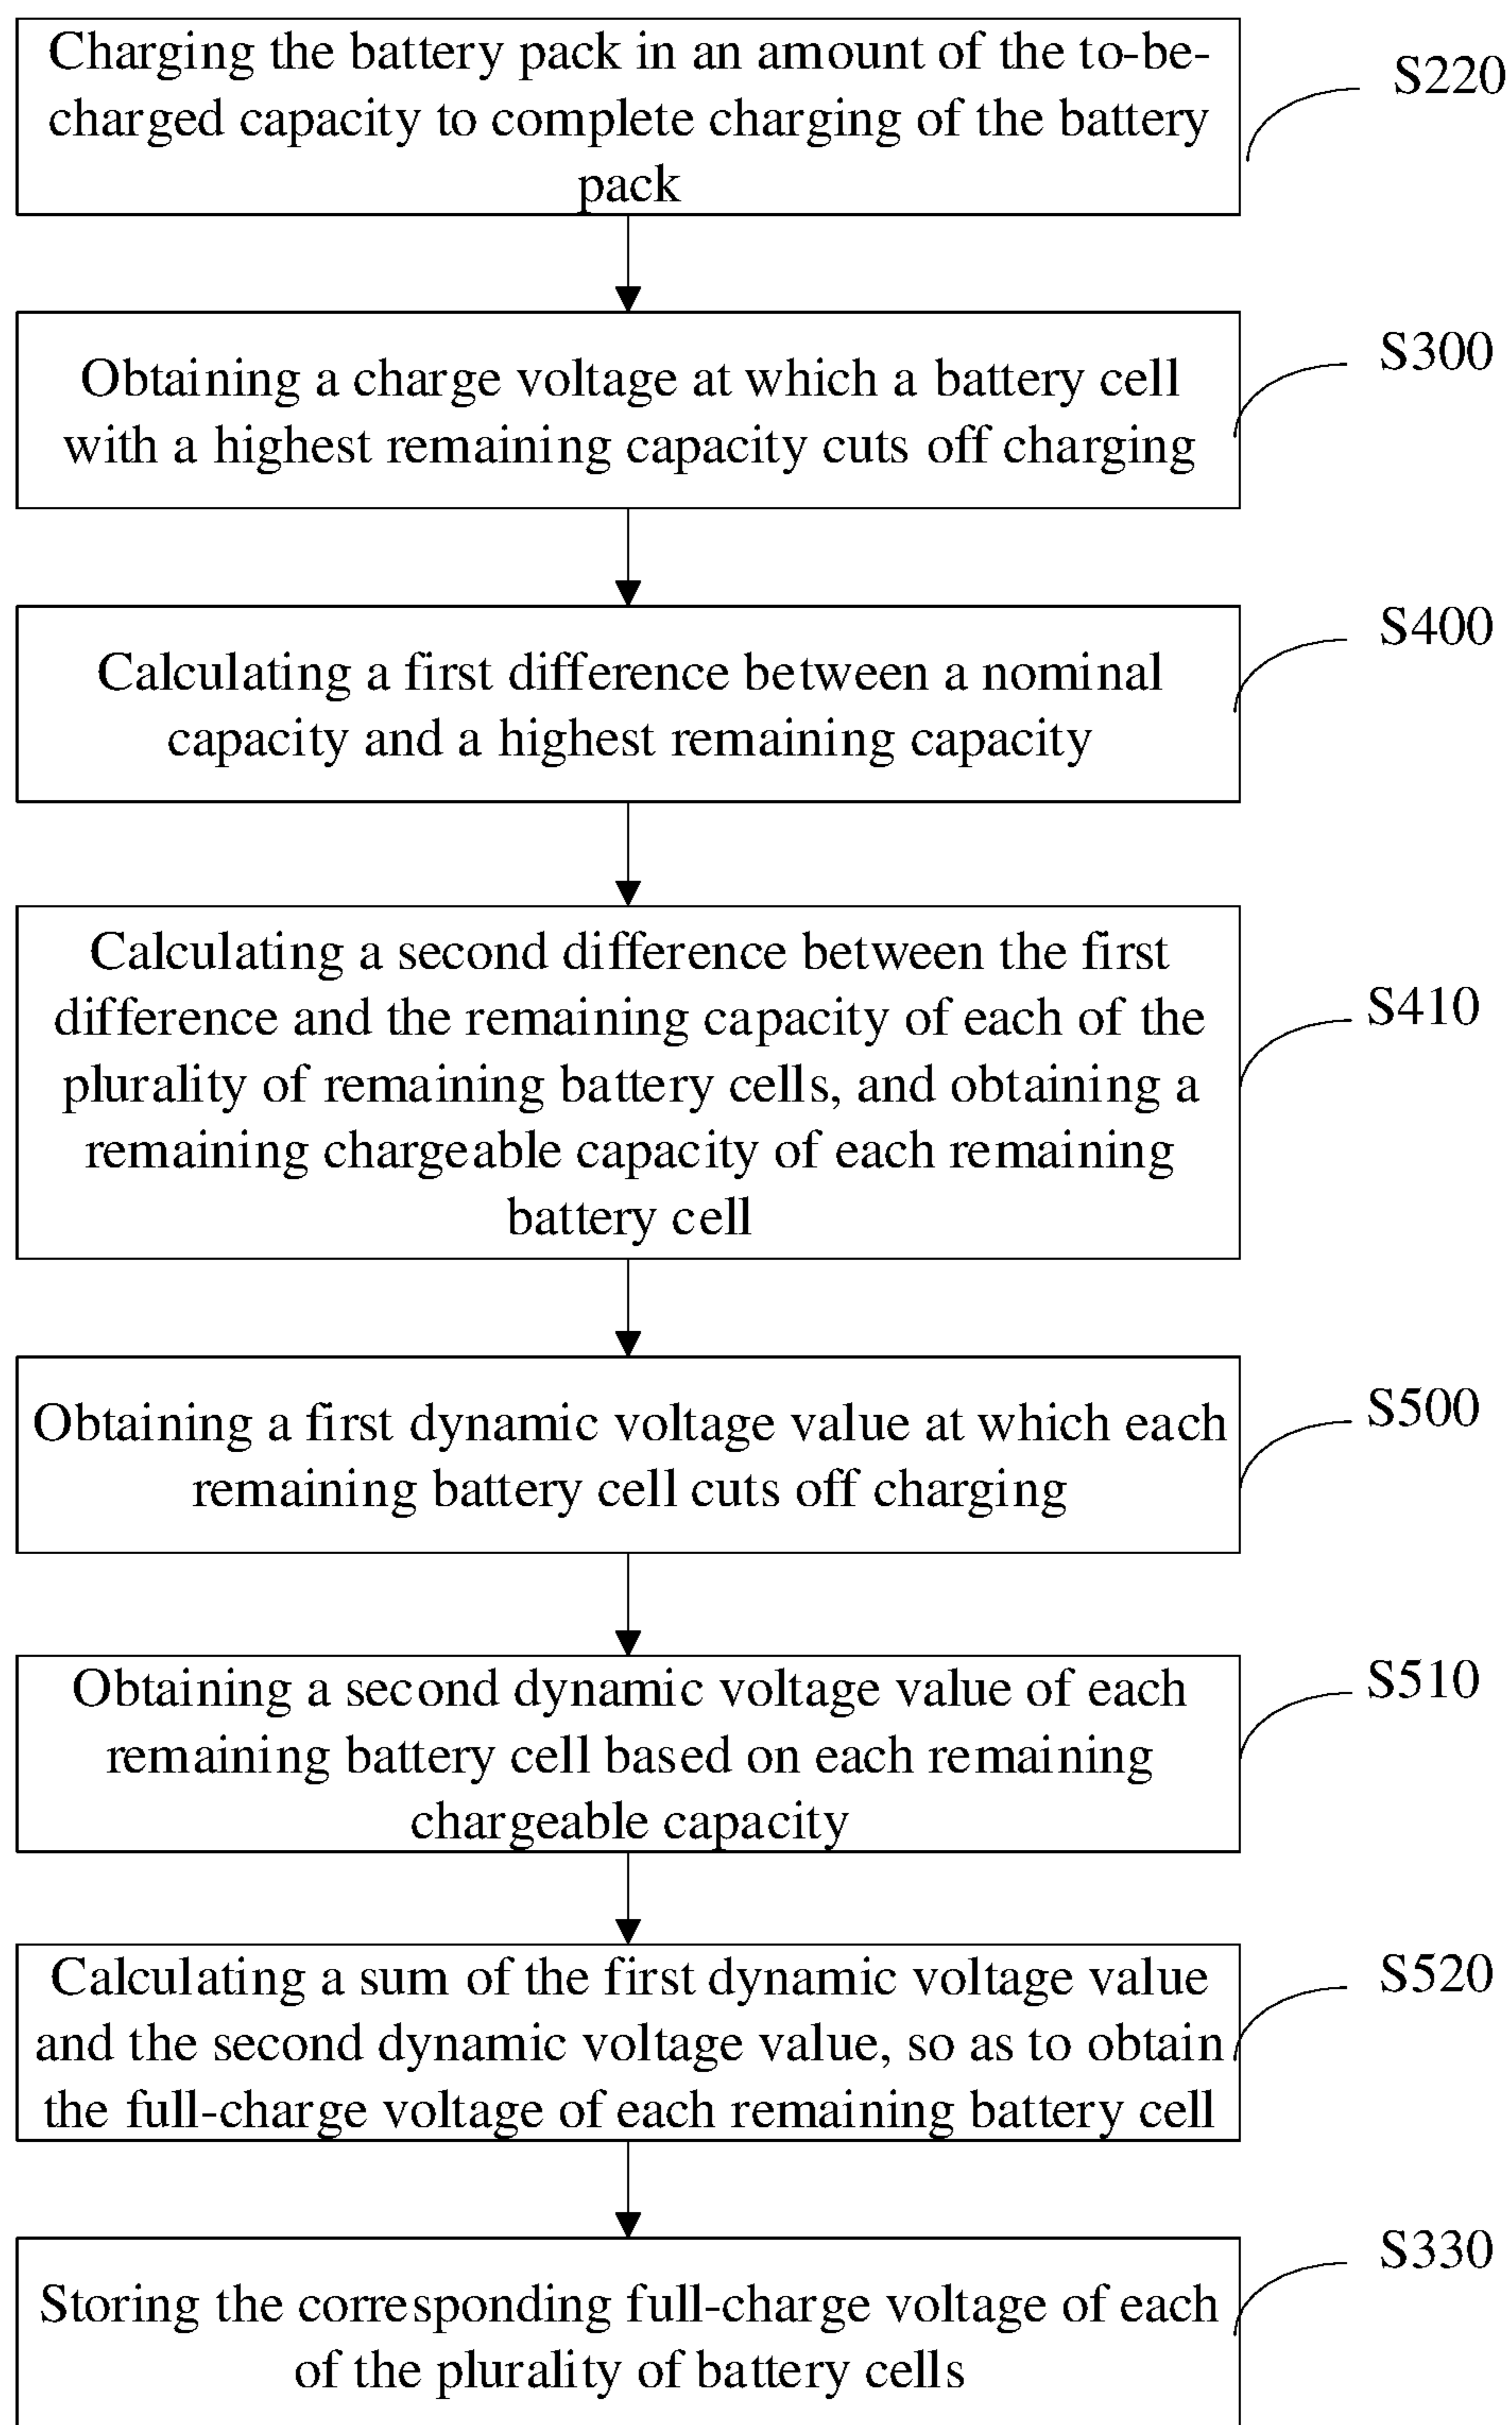 Charging the battery pack in an amount of the to-be-
charged capacity to complete charging of the battery
pack
S220
Obtaining a charge voltage at which a battery cell
with a highest remaining capacity cuts off charging
S300
Calculating a first difference between a nominal
capacity and a highest remaining capacity
S400
Calculating a second difference between the first
difference and the remaining capacity of each of the
plurality of remaining battery cells, and obtaining a
remaining chargeable capacity of each remaining
battery cell
S410
Obtaining a first dynamic voltage value at which each
remaining battery cell cuts off charging
S500
Obtaining a second dynamic voltage value of each
remaining battery cell based on each remaining
chargeable capacity
S510
Calculating a sum of the first dynamic voltage value
and the second dynamic voltage value, so as to obtain
the full-charge voltage of each remaining battery cell
S520
Storing the corresponding full-charge voltage of each
of the plurality of battery cells
S330